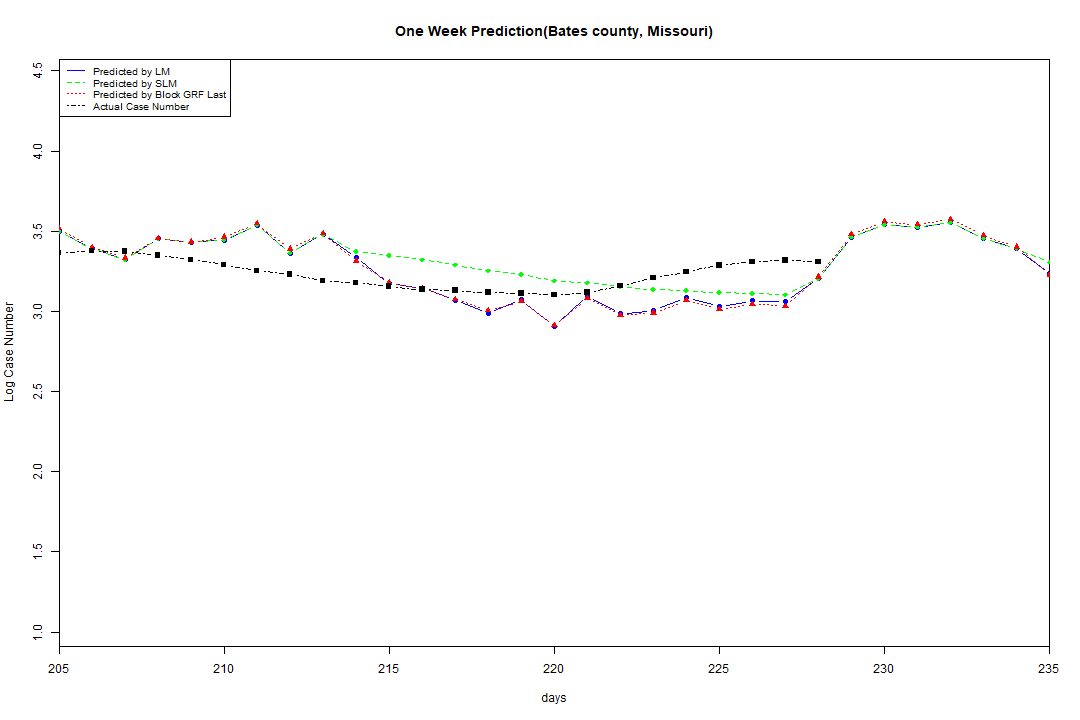 One Week Prediction(Bates county, Missouri)
Predicted by LM
Predicted by SLM
Predicted by Block GRF Last
Actual Case Number
4.5
4.0
3.5
3.0
2.5
2.0
1.5
1.0
Log Case Number
205 210 215 220 225 230 235
days